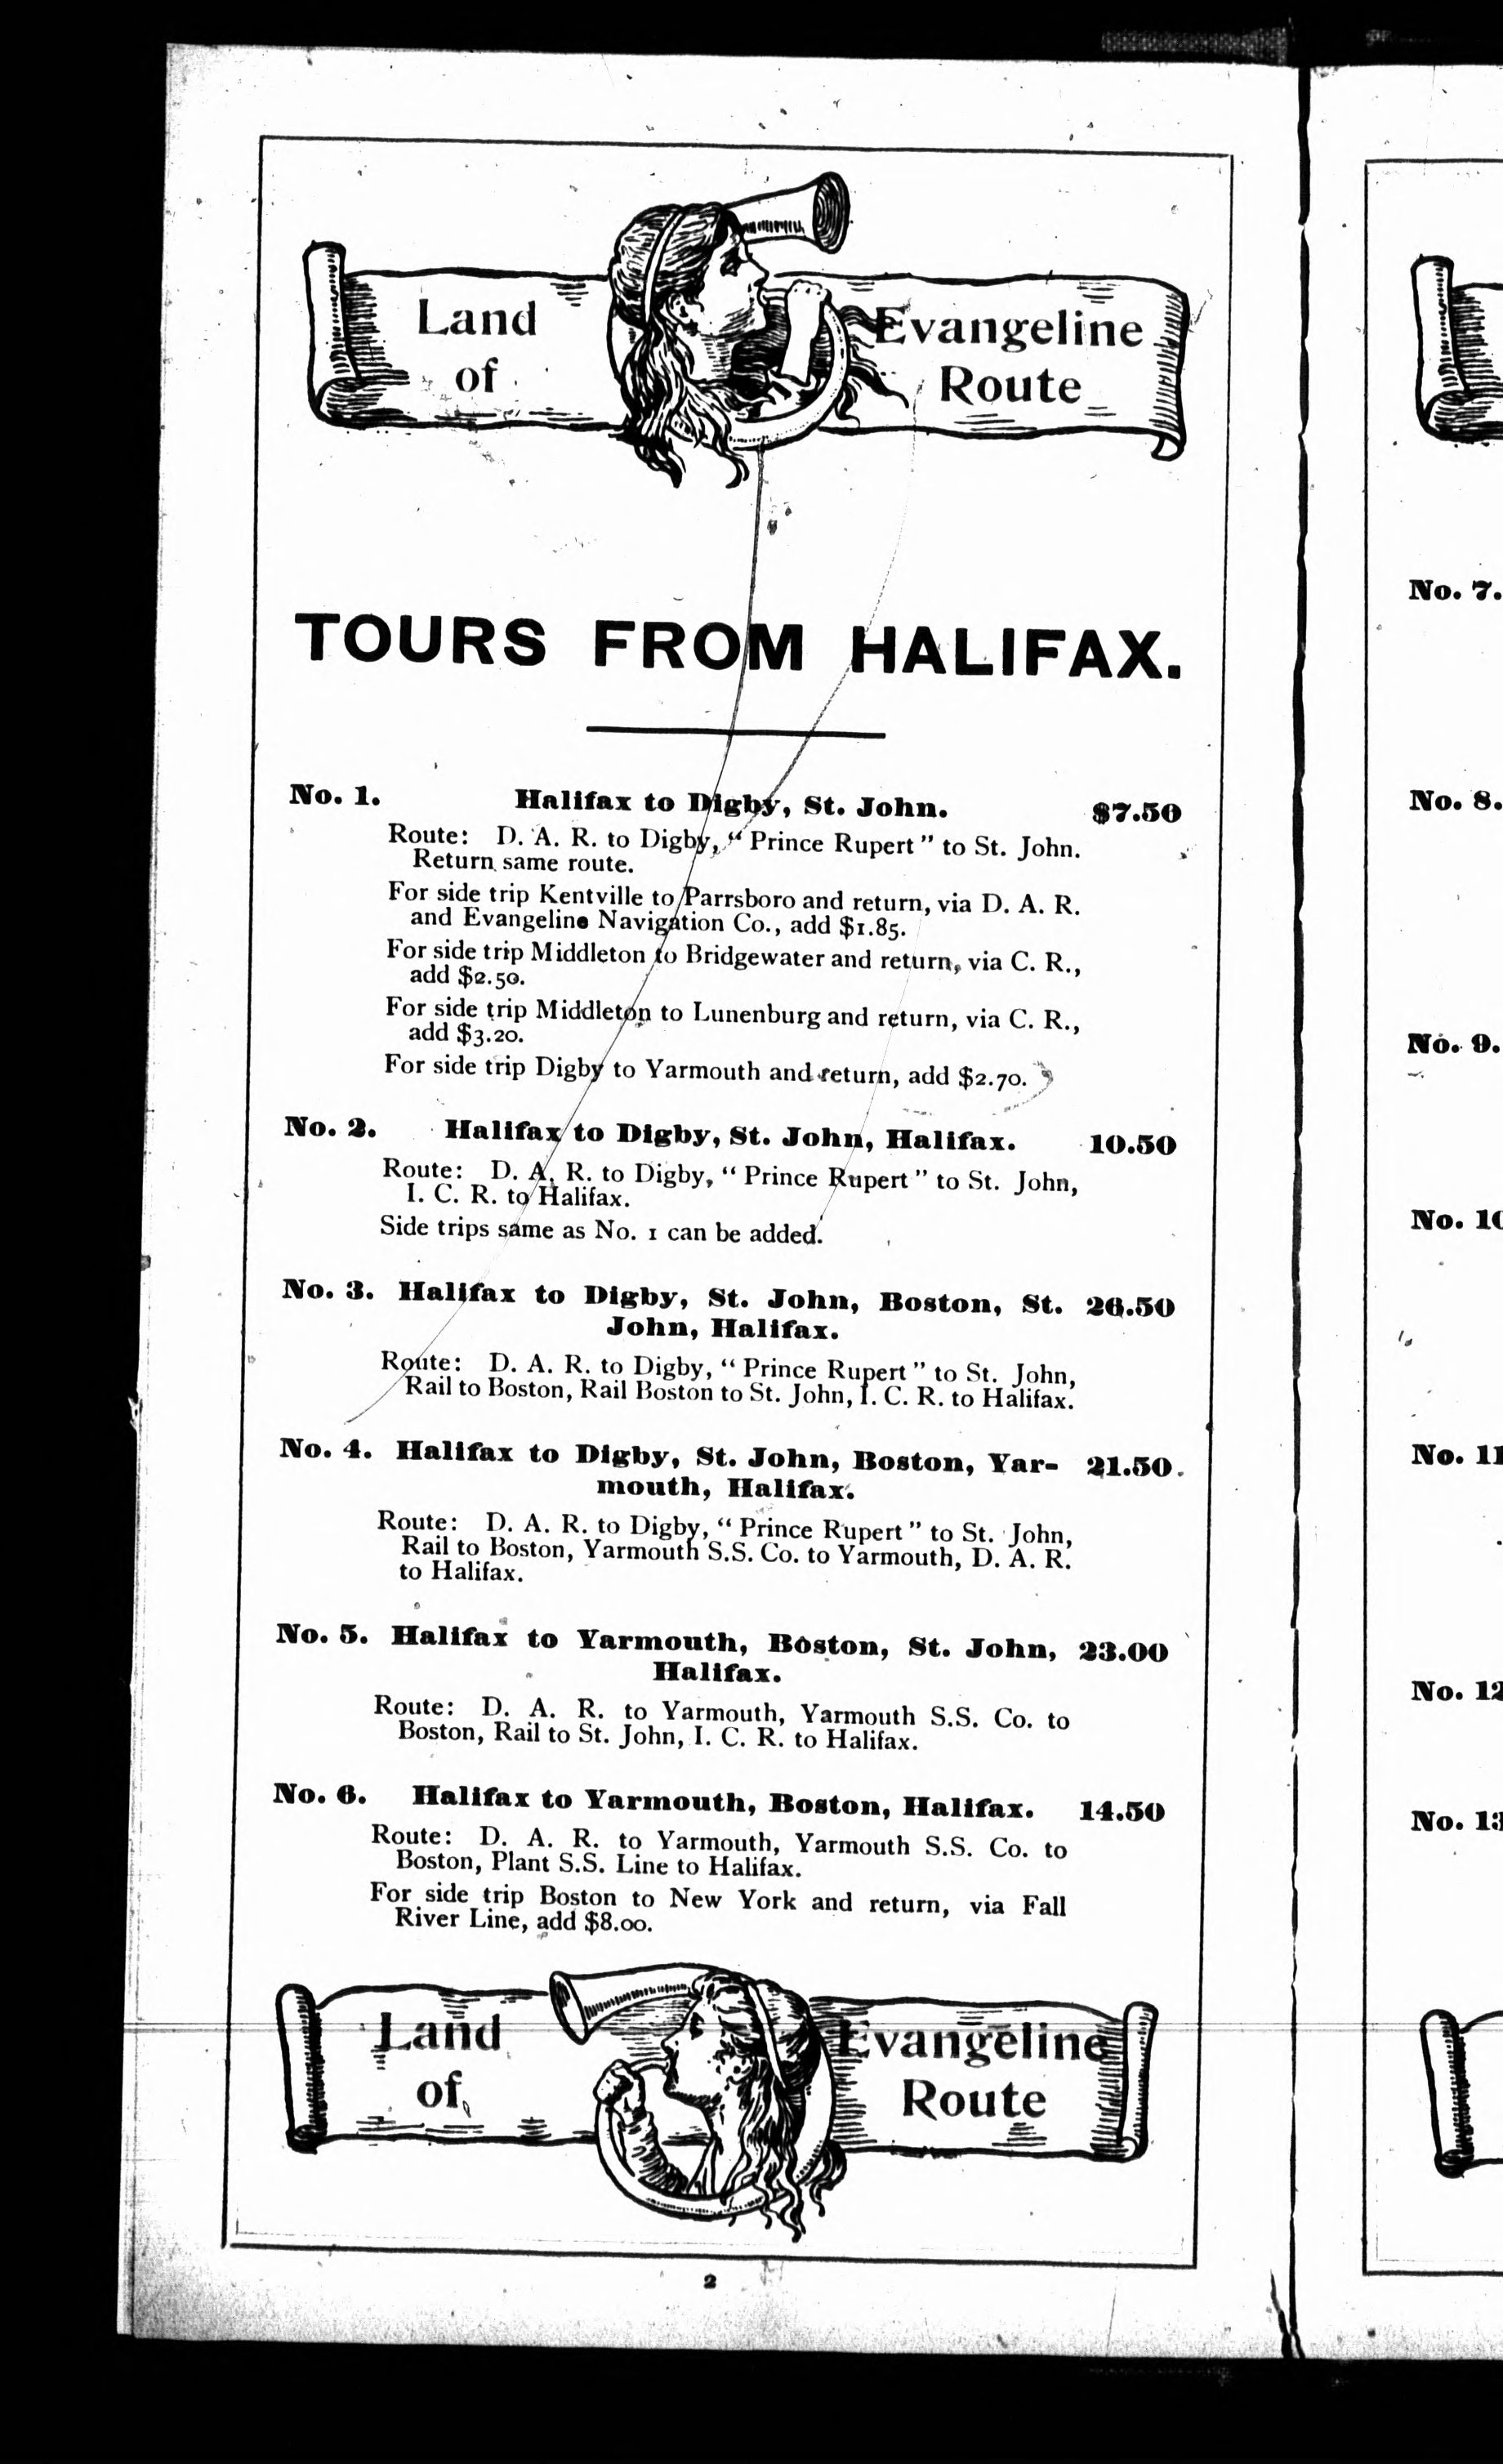 Land
of
Evangeline
Route
TOURS FROM HALIFAX.
No. 1. Halifax to Digby, St. John. $7.50
Route: D. A. R. to Digby, “ Prince Rupert ” to St. John.
Return same route.
For side trip Kentville to Parrsboro and return, via D. A. R.
and Evangeline Navigation Co., add $1.85.
For side trip Middleton to Bridgewater and return, via C. R.,
add $2.50.
For side trip Middleton to Lunenburg and return, via C. R.,
add $3.20.
For side trip Digby to Yarmouth and return, add $2.70.
No. 2. Halifax to Digby, St. John, Halifax. 10.50
Route: D. A. R. to Digby, “ Prince Rupert ” to St. John,
I. C. R. to Halifax.
Side trips same as No. 1 can be added.
No. 3. Halifax to Digby, St. John, Boston, St. 26.50
John, Halifax.
Route: D. A. R. to Digby, “ Prince Rupert ” to St. John,
Rail to Boston, Rail Boston to St. John, I. C. R. to Halifax.
No. 4. Halifax to Digby, St. John, Boston, Yar- 21.50
mouth, Halifax.
Route: D. A. R. to Digby, “ Prince Rupert ” to St. John,
Rail to Boston, Yarmouth S.S. Co. to Yarmouth, D. A. R.
to Halifax.
No. 5. Halifax to Yarmouth, Boston, St. John, 23.00
Halifax.
Route: D. A. R. to Yarmouth, Yarmouth S.S. Co. to
Boston, Rail to St. John, I. C. R. to Halifax.
No. 6. Halifax to Yarmouth, Boston, Halifax. 14.50
Route: D. A. R. to Yarmouth, Yarmouth S.S. Co. to
Boston, Plant S.S. Line to Halifax.
For side trip Boston to New York and return, via Fall
River Line, add $8.00.
Land
of
Evangeline
Route
2
No. 7.
No. 8.
No. 9.
No. 10
No. 11
No. 12
No. 13